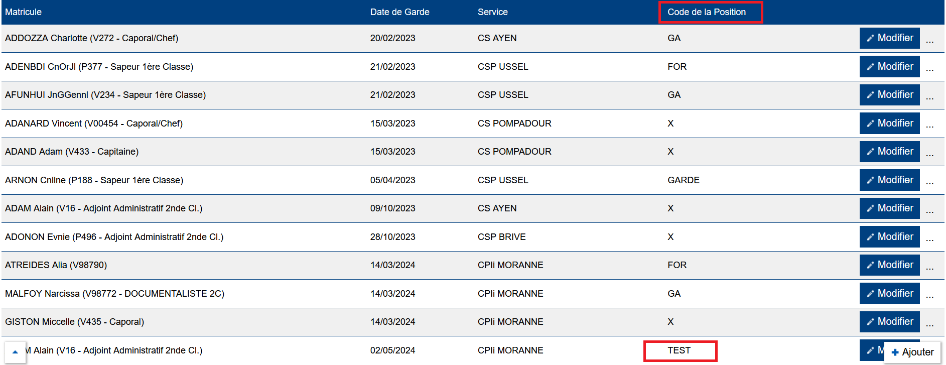 Matricule Date de Garde Service Code de la Position
ADDOZZA Charlotte (V272 - Caporal/Chef) 20/02/2023 CS AYEN GA Modifier ...
ADENBDI CnOrJl (P377 - Sapeur 1ère Classe) 21/02/2023 CSP USSEL FOR Modifier ...
AFUNHUI JnGGennl (V234 - Sapeur 1ère Classe) 21/02/2023 CSP USSEL GA Modifier ...
ADANARD Vincent (V00454 - Caporal/Chef) 15/03/2023 CS POMPADOUR X Modifier ...
ADAND Adam (V433 - Capitaine) 15/03/2023 CS POMPADOUR X Modifier ...
ARNON Cnline (P188 - Sapeur 1ère Classe) 05/04/2023 CSP USSEL GARDE Modifier ...
ADAM Alain (V16 - Adjoint Administratif 2nde Cl.) 09/10/2023 CS AYEN X Modifier ...
ADONON Evnie (P496 - Adjoint Administratif 2nde Cl.) 28/10/2023 CSP BRIVE X Modifier ...
ATREIDES Alia (V98790) 14/03/2024 CPIi MORANNE FOR Modifier ...
MALFOY Narcissa (V98772 - DOCUMENTALISTE 2C) 14/03/2024 CPIi MORANNE GA Modifier ...
GISTON Miccelle (V435 - Caporal) 14/03/2024 CPIi MORANNE X Modifier ...
M Alain (V16 - Adjoint Administratif 2nde Cl.) 02/05/2024 CPIi MORANNE TEST + Ajouter